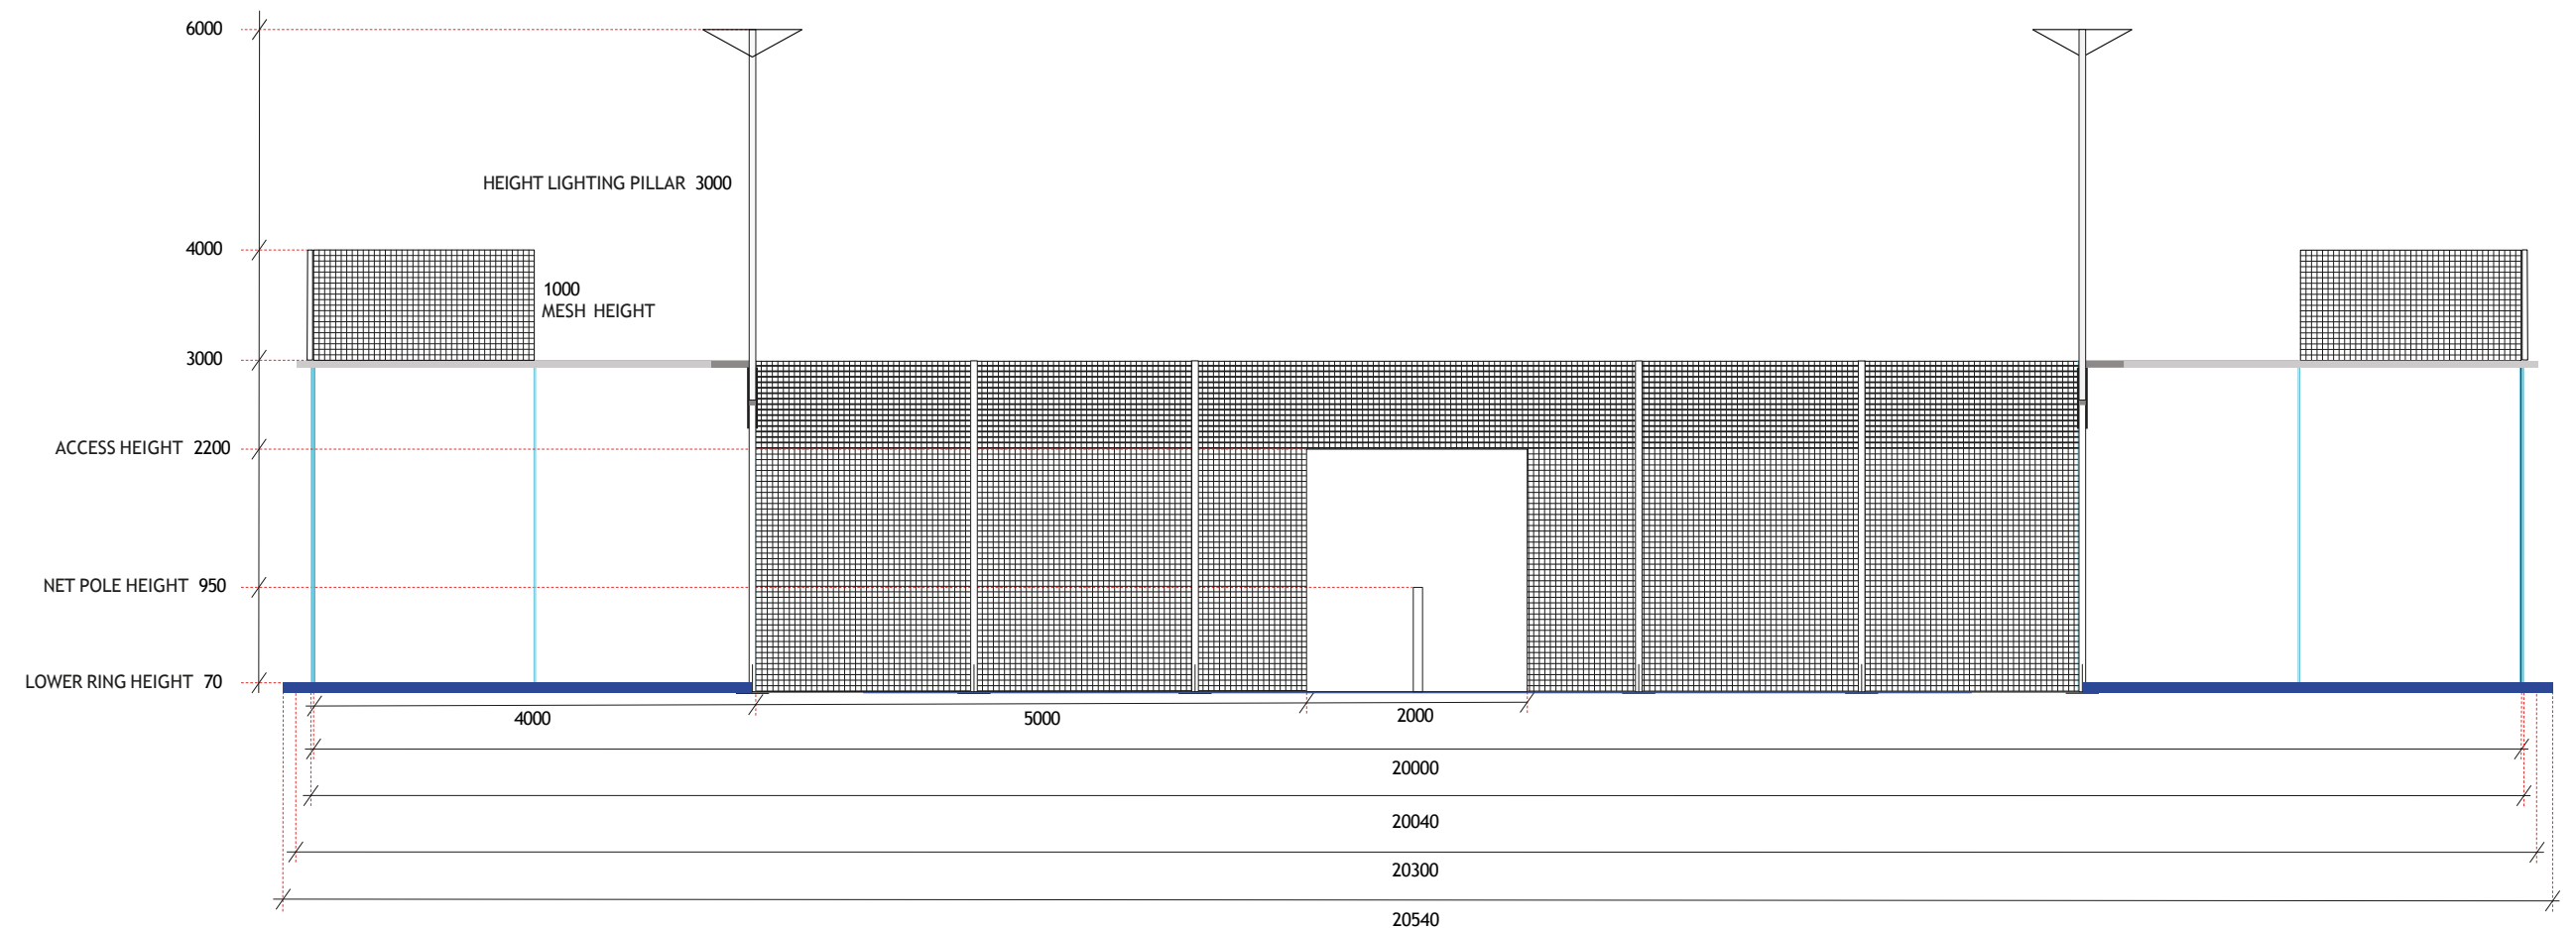 6000
HEIGHT LIGHTING PILLAR 3000
4000
1000
MESH HEIGHT
3000
ACCESS HEIGHT 2200
NET POLE HEIGHT 950
LOWER RING HEIGHT 70
4000 5000 2000
20000
20040
20300
20540